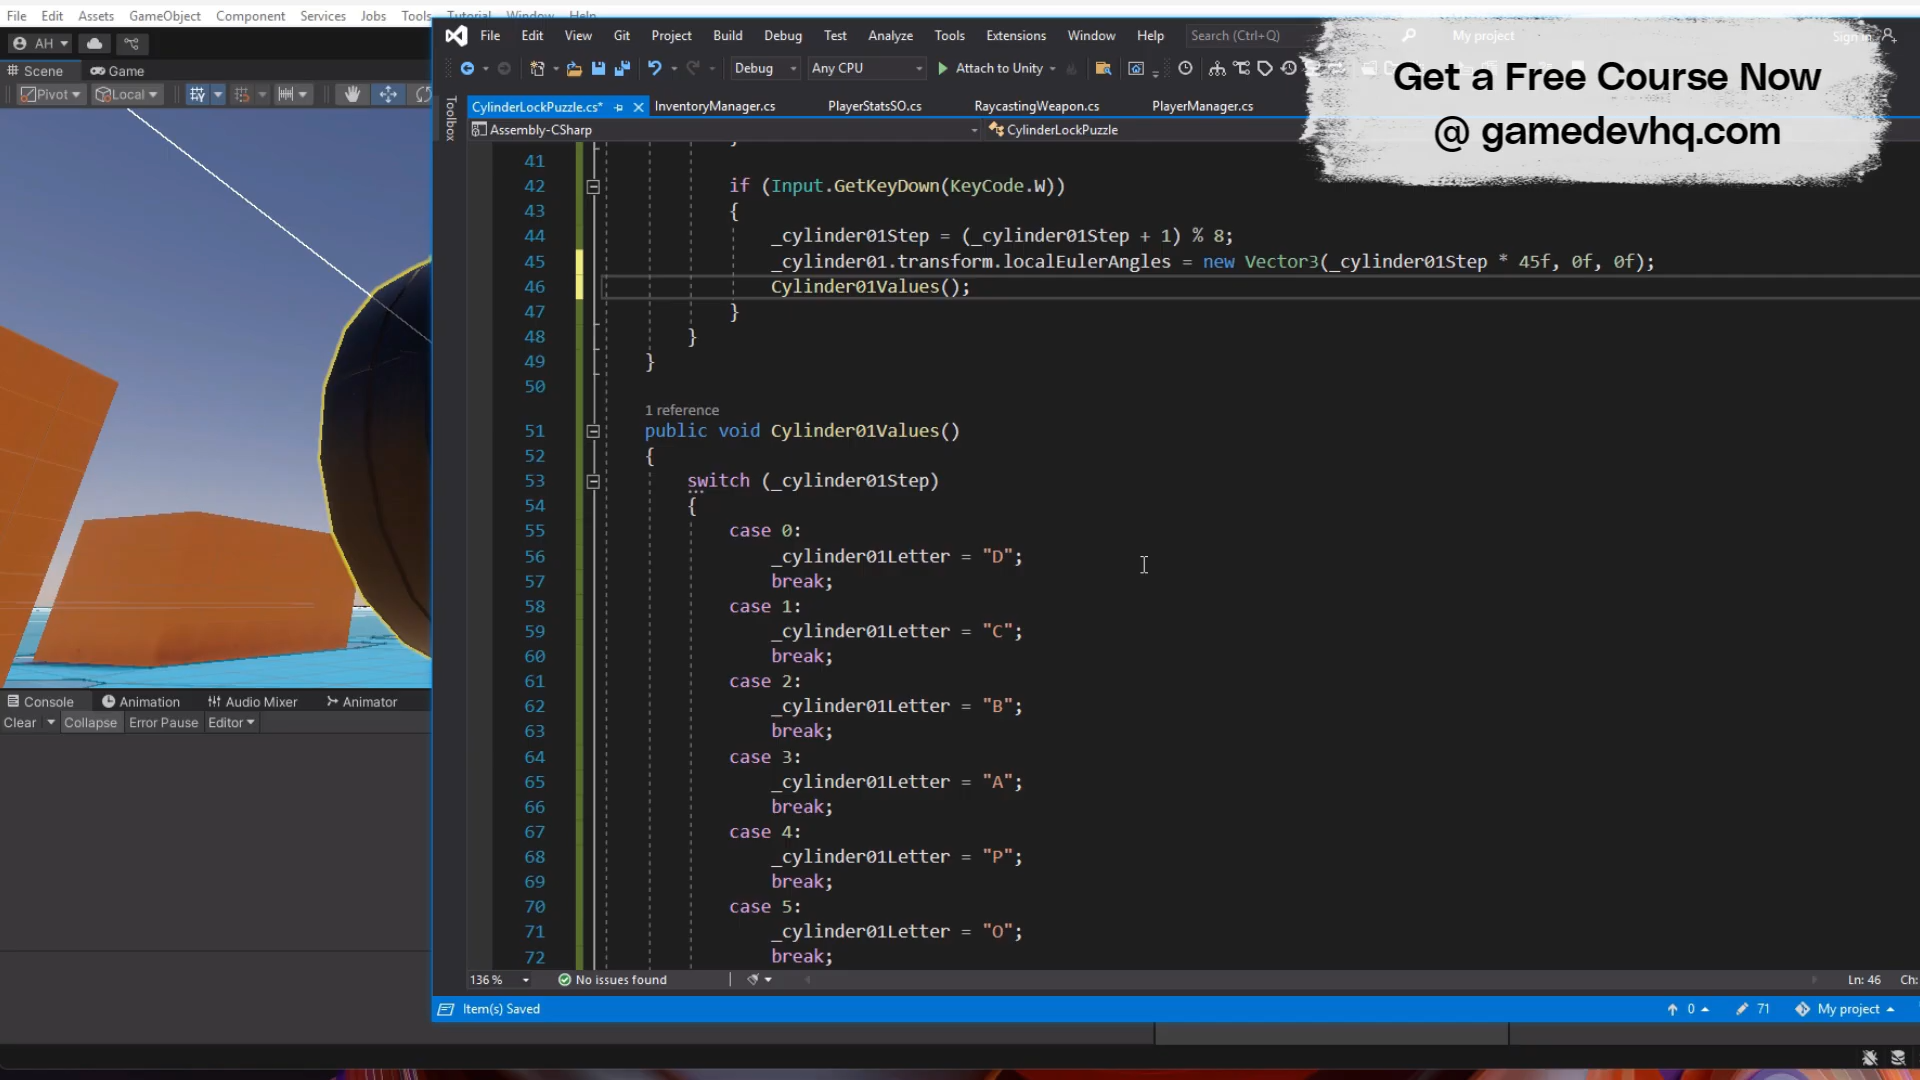 File Edit Assets GameObject Component Services Jobs Tools Tutorial Window Help
AH
Scene Game
Pivot Local
File Edit View Git Project Build Debug Test Analyze Tools Extensions Window Help Search (Ctrl+Q) My project Sign in
Debug Any CPU Attach to Unity
Get a Free Course Now
@ gamedevhq.com
Toolbox
CylinderLockPuzzle.cs* InventoryManager.cs PlayerStatsSO.cs RaycastingWeapon.cs PlayerManager.cs
Assembly-CSharp CylinderLockPuzzle
41 }
42 if (Input.GetKeyDown(KeyCode.W))
43 {
44 _cylinder01Step = (_cylinder01Step + 1) % 8;
45 _cylinder01.transform.localEulerAngles = new Vector3(_cylinder01Step * 45f, 0f, 0f);
46 Cylinder01Values();
47 }
48 }
49 }
50
1 reference
51 public void Cylinder01Values()
52 {
53 switch (_cylinder01Step)
54 {
55 case 0:
56 _cylinder01Letter = "D";
57 break;
58 case 1:
59 _cylinder01Letter = "C";
60 break;
61 case 2:
62 _cylinder01Letter = "B";
63 break;
64 case 3:
65 _cylinder01Letter = "A";
66 break;
67 case 4:
68 _cylinder01Letter = "P";
69 break;
70 case 5:
71 _cylinder01Letter = "O";
72 break;
Console Animation Audio Mixer Animator
Clear Collapse Error Pause Editor
136 % No issues found Ln: 46 Ch:
Item(s) Saved 0 71 My project